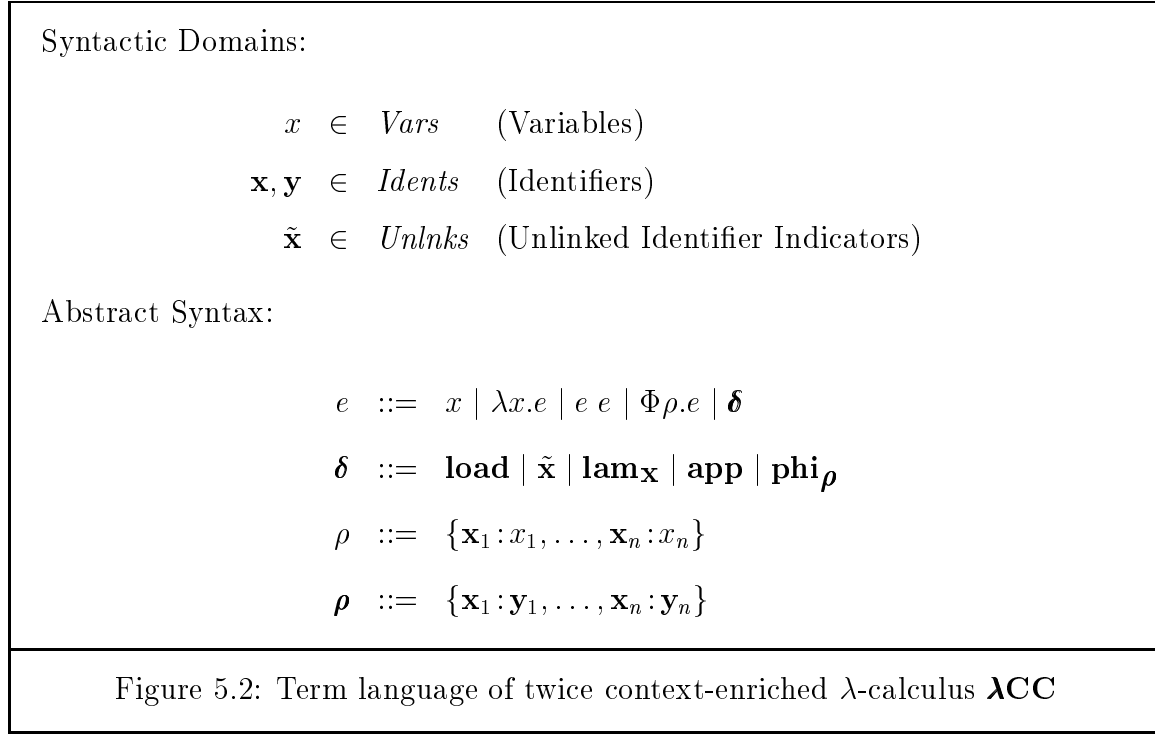 Syntactic Domains:
x ∈ Vars (Variables)
𝐱, 𝐲 ∈ Idents (Identifiers)
𝐱̃ ∈ Unlnks (Unlinked Identifier Indicators)
Abstract Syntax:
e ::= x | λx.e | e e | Φρ.e | 𝛅
𝛅 ::= load | 𝐱̃ | lam𝐱 | app | phi𝛒
ρ ::= {𝐱₁:x₁, . . . , 𝐱ₙ:xₙ}
𝛒 ::= {𝐱₁:𝐲₁, . . . , 𝐱ₙ:𝐲ₙ}
Figure 5.2: Term language of twice context-enriched λ-calculus λCC